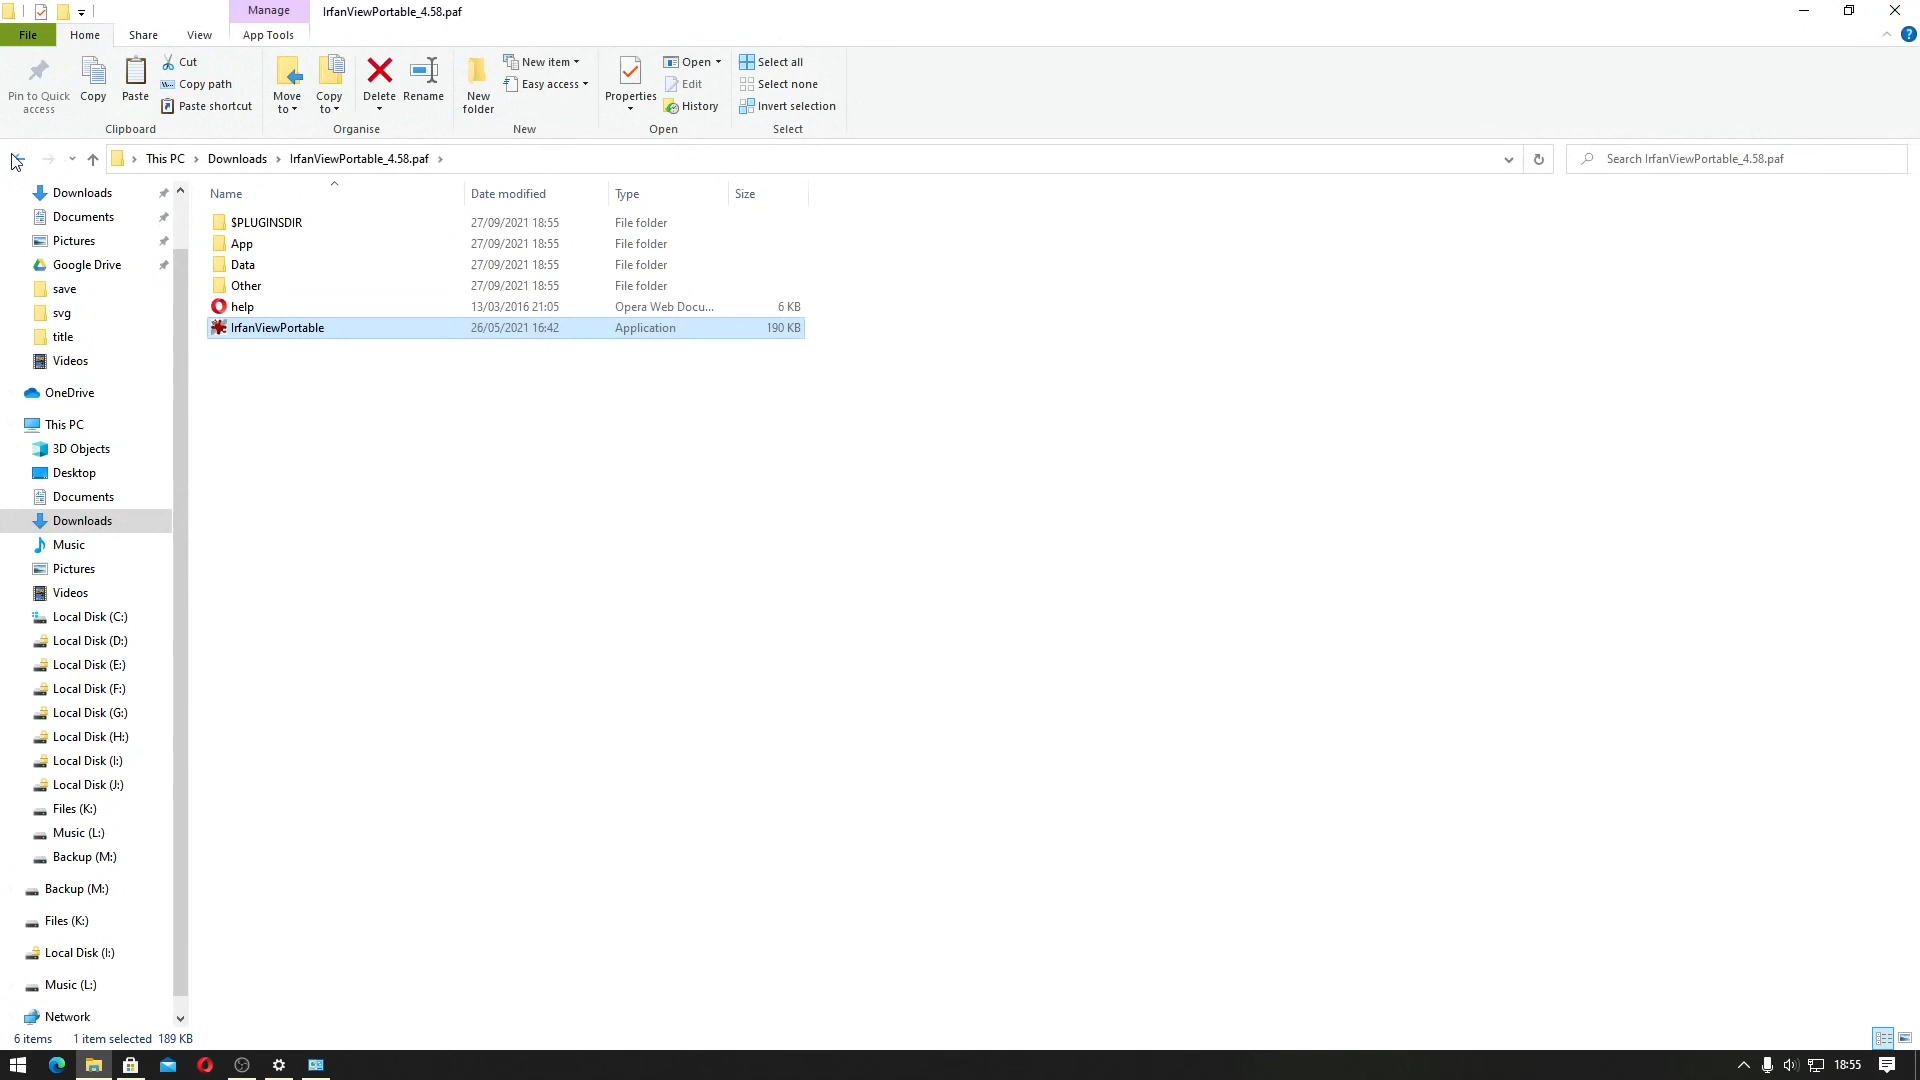 Manage
IrfanViewPortable_4.58.paf
File
Home
Share
View
App Tools
Pin to Quick access
Copy
Paste
Cut
Copy path
Paste shortcut
Clipboard
Move to
Copy to
Delete
Rename
Organise
New folder
New item
Easy access
New
Properties
Open
Edit
History
Open
Select all
Select none
Invert selection
Select
This PC > Downloads > IrfanViewPortable_4.58.paf >
Search IrfanViewPortable_4.58.paf
Downloads
Documents
Pictures
Google Drive
save
svg
title
Videos
OneDrive
This PC
3D Objects
Desktop
Documents
Downloads
Music
Pictures
Videos
Local Disk (C:)
Local Disk (D:)
Local Disk (E:)
Local Disk (F:)
Local Disk (G:)
Local Disk (H:)
Local Disk (I:)
Local Disk (J:)
Files (K:)
Music (L:)
Backup (M:)
Backup (M:)
Files (K:)
Local Disk (I:)
Music (L:)
Network
Name Date modified Type Size
$PLUGINSDIR 27/09/2021 18:55 File folder
App 27/09/2021 18:55 File folder
Data 27/09/2021 18:55 File folder
Other 27/09/2021 18:55 File folder
help 13/03/2016 21:05 Opera Web Docu... 6 KB
IrfanViewPortable 26/05/2021 16:42 Application 190 KB
6 items 1 item selected 189 KB
18:55